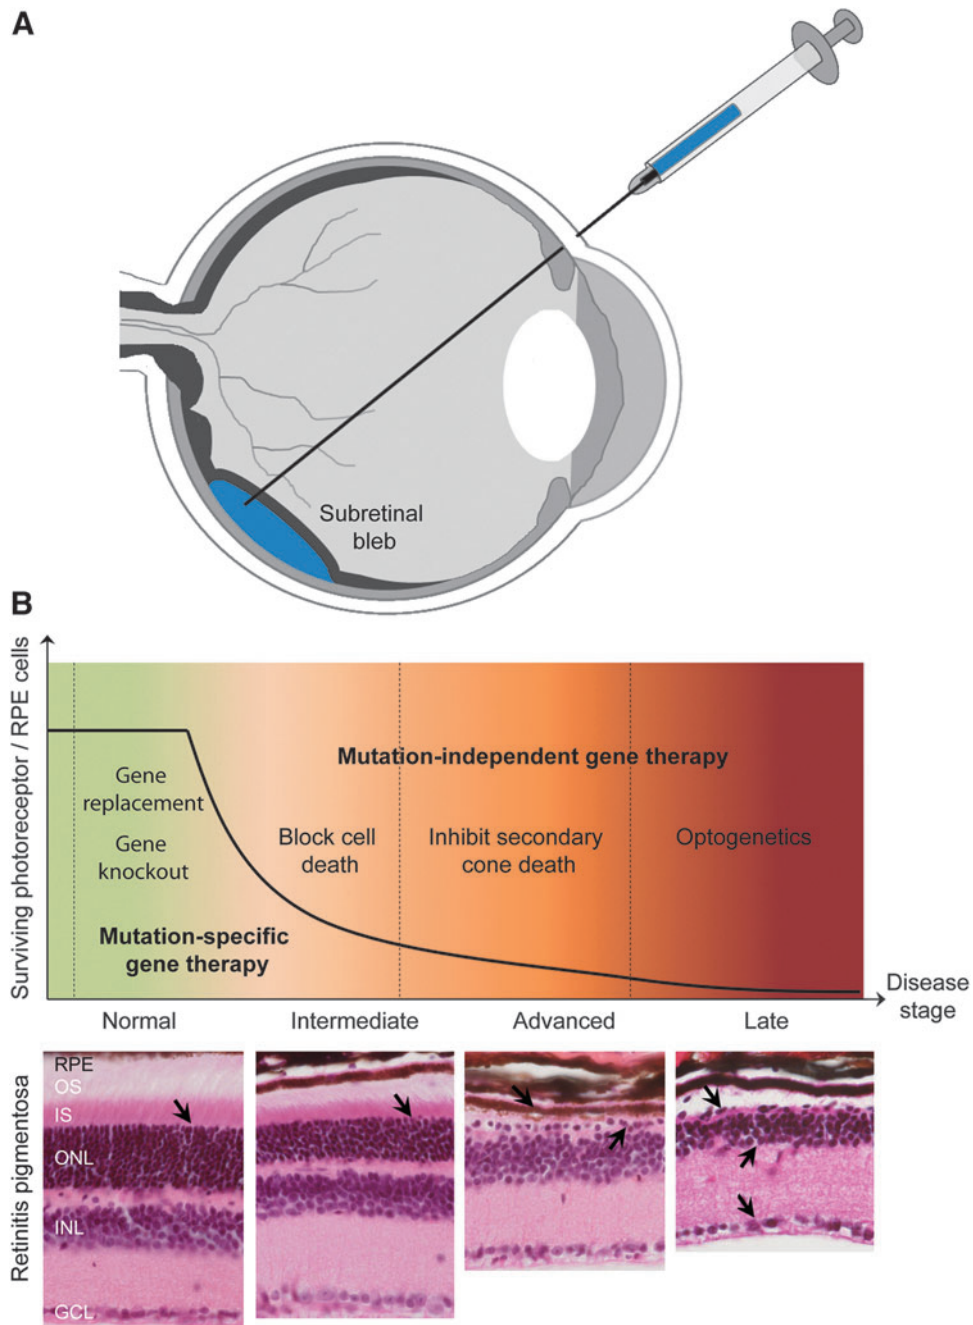 A
Subretinal
bleb
B
Surviving photoreceptor / RPE cells
Gene
replacement
Gene
knockout
Mutation-specific
gene therapy
Mutation-independent gene therapy
Block cell
death
Inhibit secondary
cone death
Optogenetics
Disease
stage
Normal
Intermediate
Advanced
Late
Retinitis pigmentosa
RPE
OS
IS
ONL
INL
GCL